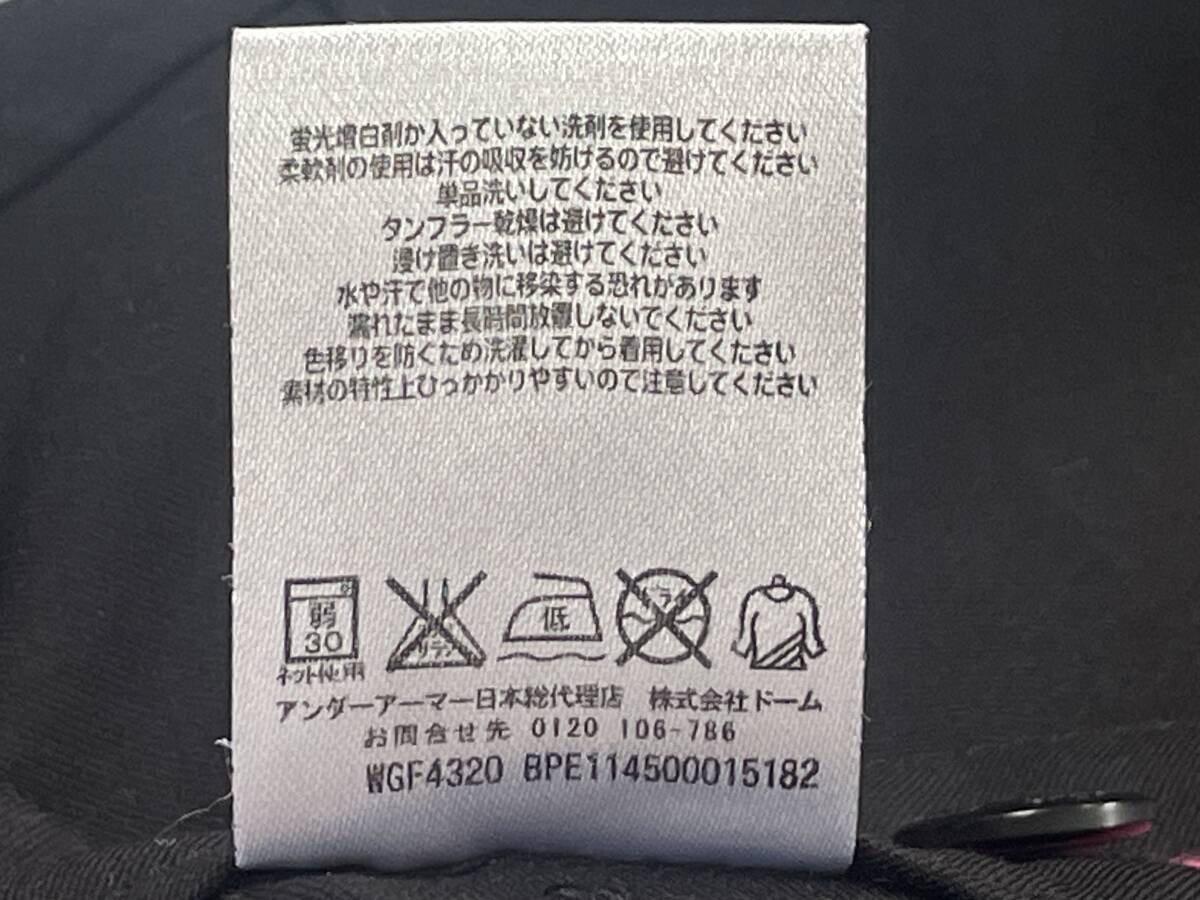 蛍光増白剤が入っていない洗剤を使用してください
柔軟剤の使用は汗の吸収を妨げるので避けてください
単品洗いしてください
タンブラー乾燥は避けてください
浸け置き洗いは避けてください
水や汗で他の物に移染する恐れがあります
濡れたまま長時間放置しないでください
色移りを防ぐため洗濯してから着用してください
素材の特性上ひっかかりやすいので注意してください
弱
30
ネット使用
エンソ
サラシ
低
ドライ
アンダーアーマー日本総代理店 株式会社ドーム
お問合せ先 0120 106-786
WGF4320 BPE114500015182